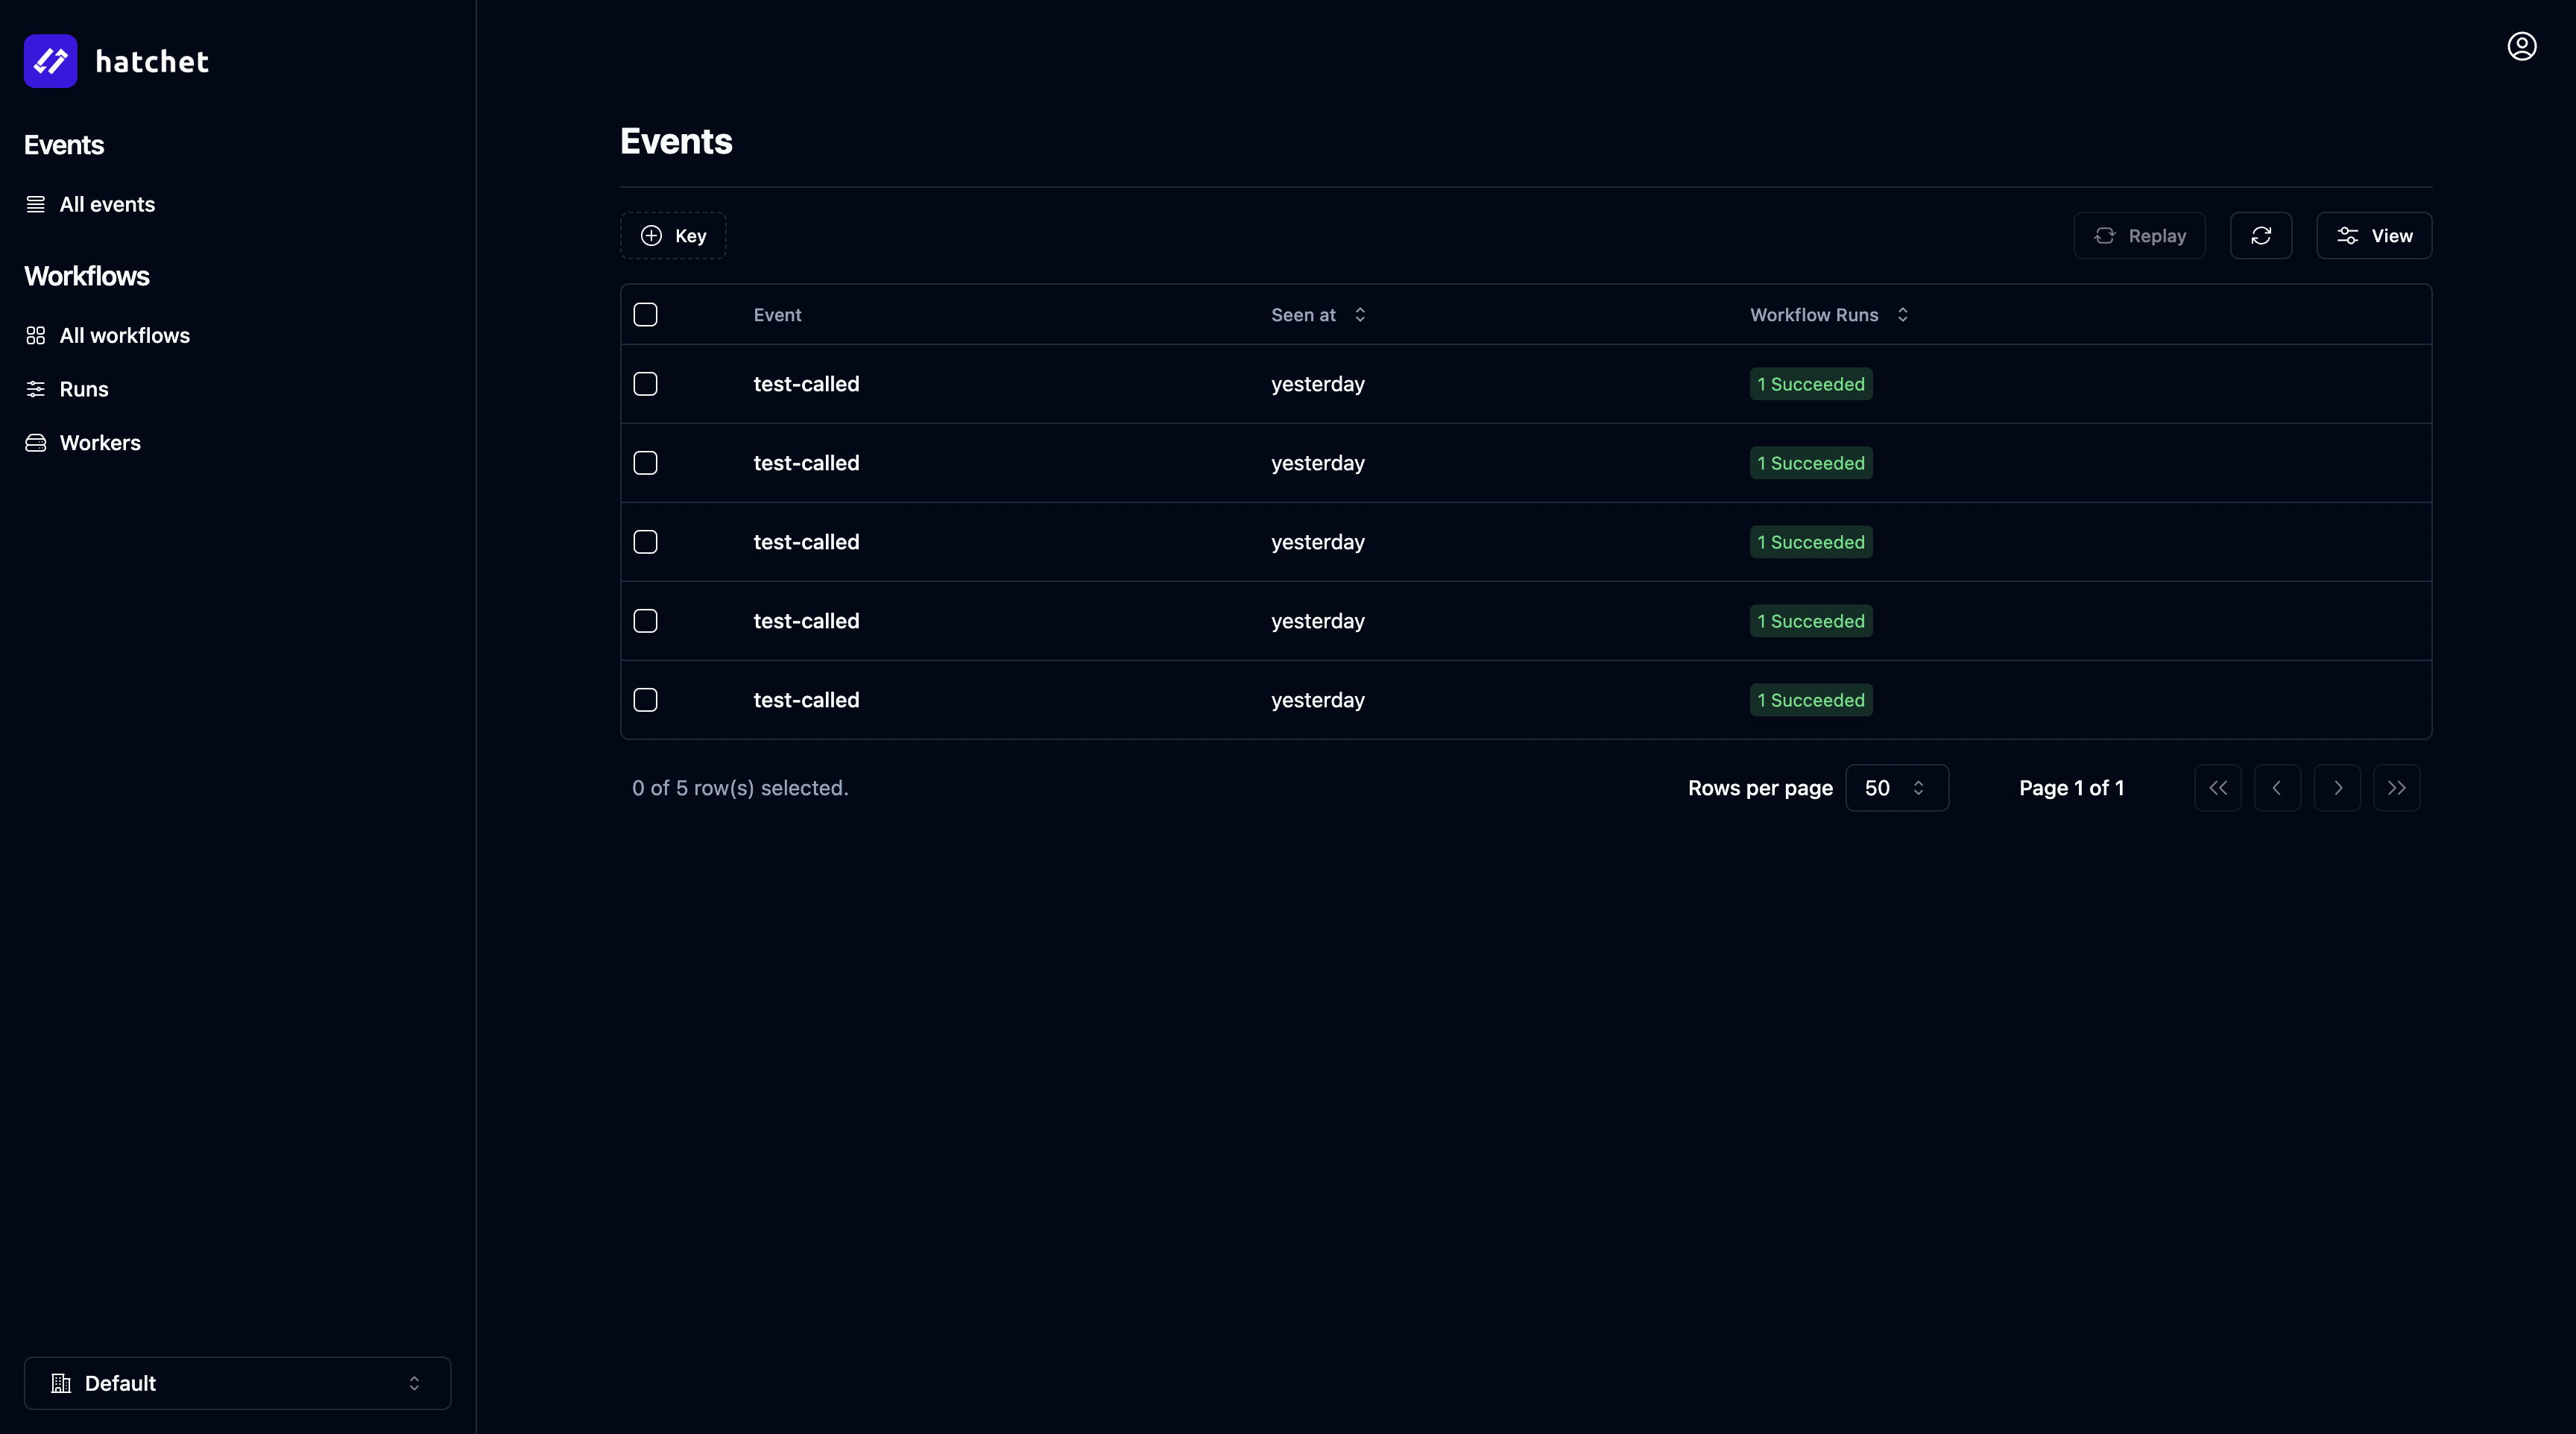 hatchet
Events
All events
Workflows
All workflows
Runs
Workers
Default
Events
Key
Replay
View
Event Seen at Workflow Runs
test-called yesterday 1 Succeeded
test-called yesterday 1 Succeeded
test-called yesterday 1 Succeeded
test-called yesterday 1 Succeeded
test-called yesterday 1 Succeeded
0 of 5 row(s) selected. Rows per page 50 Page 1 of 1